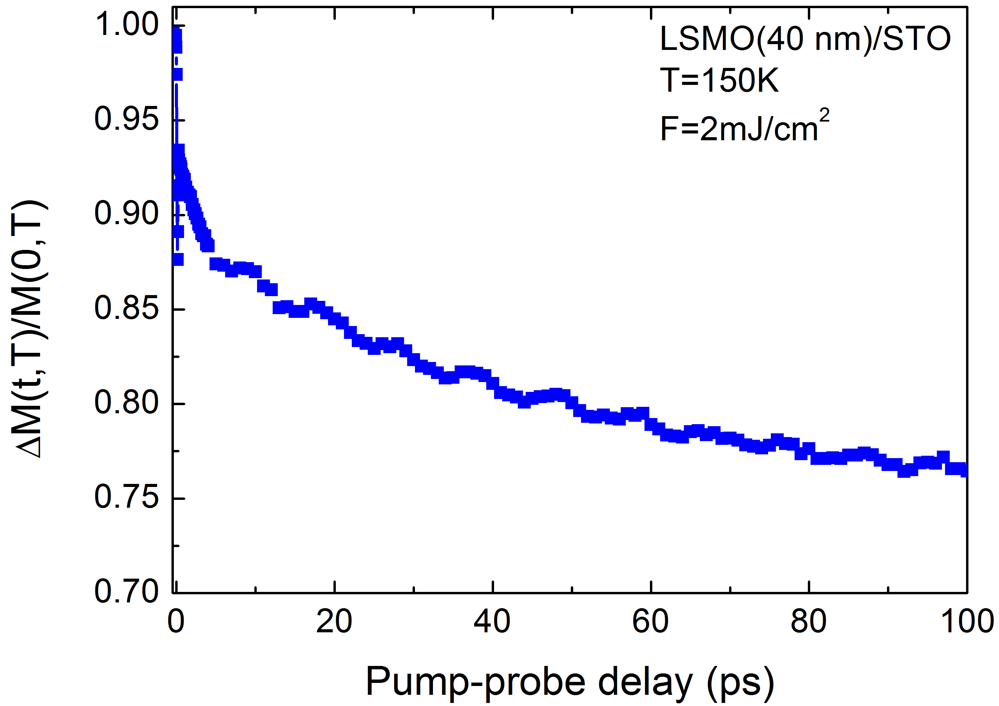 ΔM(t,T)/M(0,T)
1.00
0.95
0.90
0.85
0.80
0.75
0.70
LSMO(40 nm)/STO
T=150K
F=2mJ/cm²
0 20 40 60 80 100
Pump-probe delay (ps)